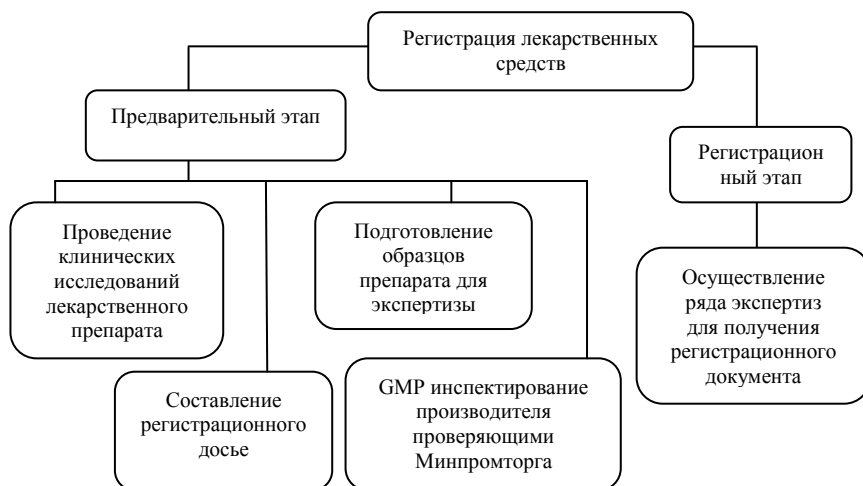 Регистрация лекарственных
средств
Предварительный этап
Регистрацион
ный этап
Проведение
клинических
исследований
лекарственного
препарата
Подготовление
образцов
препарата для
экспертизы
Осуществление
ряда экспертиз
для получения
регистрационного
документа
Составление
регистрационного
досье
GMP инспектирование
производителя
проверяющими
Минпромторга